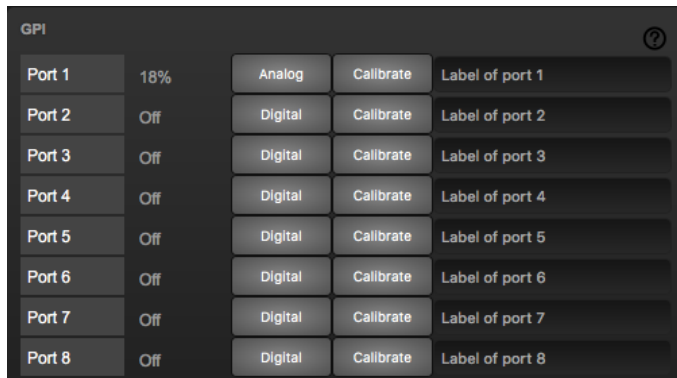 GPI
?
Port 1 18% Analog Calibrate Label of port 1
Port 2 Off Digital Calibrate Label of port 2
Port 3 Off Digital Calibrate Label of port 3
Port 4 Off Digital Calibrate Label of port 4
Port 5 Off Digital Calibrate Label of port 5
Port 6 Off Digital Calibrate Label of port 6
Port 7 Off Digital Calibrate Label of port 7
Port 8 Off Digital Calibrate Label of port 8